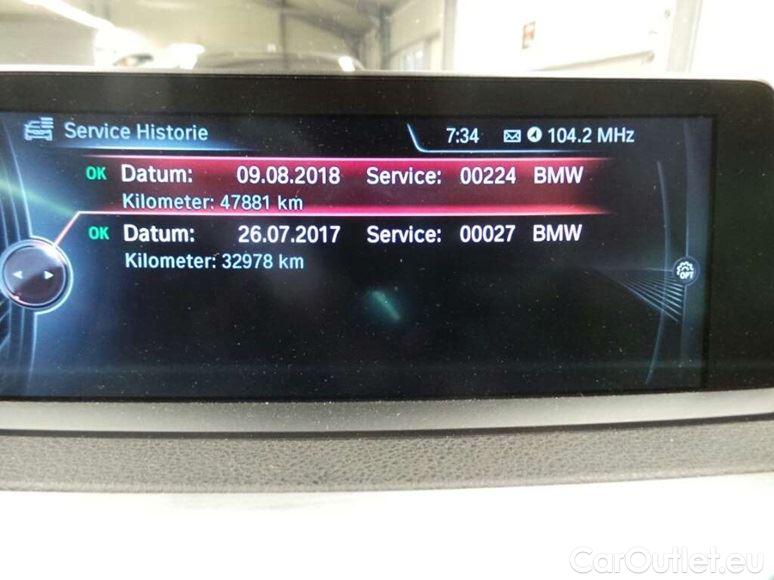 Service Historie 7:34 104.2 MHz
OK Datum: 09.08.2018 Service: 00224 BMW
Kilometer: 47881 km
OK Datum: 26.07.2017 Service: 00027 BMW
Kilometer: 32978 km
OPT
CarOutlet.eu